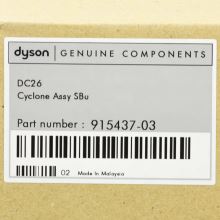 dyson GENUINE COMPONENTS
DC26
Cyclone Assy SBu
Part number : 915437-03
02 Made In Malaysia